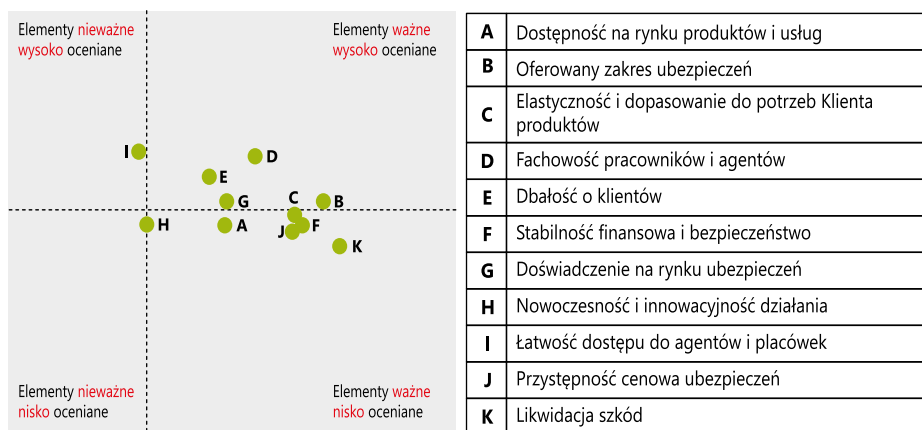 Elementy nieważne
wysoko oceniane
Elementy ważne
wysoko oceniane
I
D
E
G
C
B
H
A
J
F
K
Elementy nieważne
nisko oceniane
Elementy ważne
nisko oceniane
A Dostępność na rynku produktów i usług
B Oferowany zakres ubezpieczeń
C Elastyczność i dopasowanie do potrzeb Klienta
produktów
D Fachowość pracowników i agentów
E Dbałość o klientów
F Stabilność finansowa i bezpieczeństwo
G Doświadczenie na rynku ubezpieczeń
H Nowoczesność i innowacyjność działania
I Łatwość dostępu do agentów i placówek
J Przystępność cenowa ubezpieczeń
K Likwidacja szkód